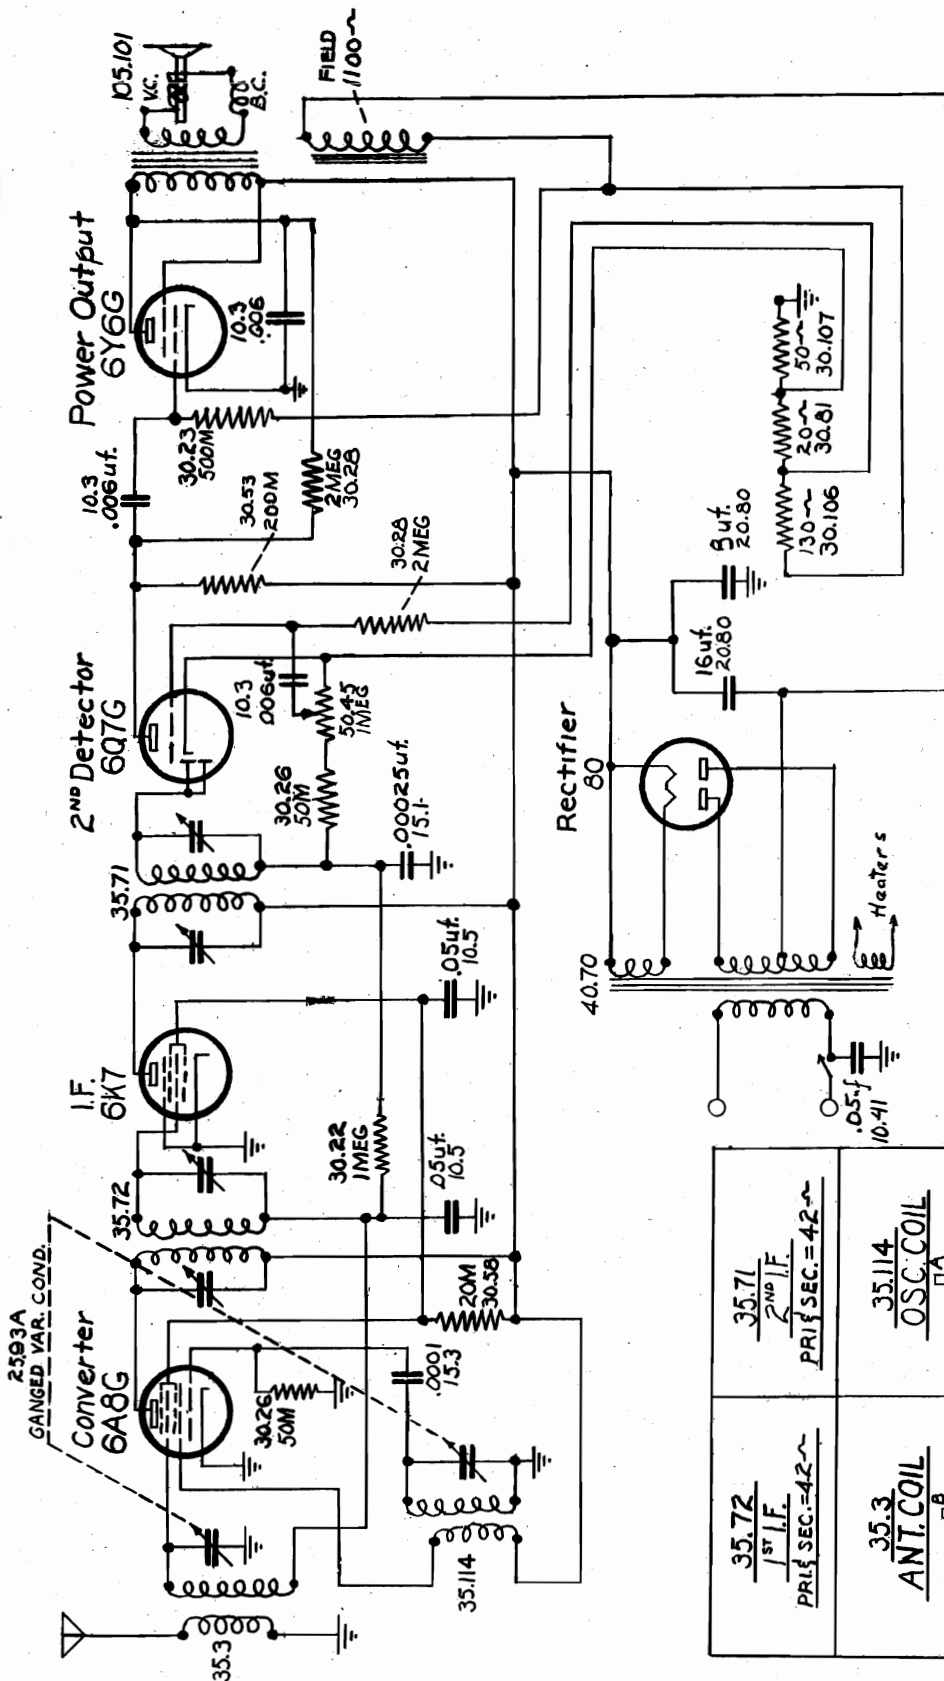 25.93A
GANGED VAR. COND.
Converter
6A8G
35.3
30.26
50M
35.114
.0001
15.3
20M
30.58
35.72
I.F.
6K7
30.22
1MEG
.05uf.
10.5
.05uf.
10.5
35.71
2ND Detector
6Q7G
30.26
50M
.00025uf.
15.1
10.3
.006uf.
50.45
1MEG
30.28
2MEG
30.53
200M
10.3
.006uf.
Power Output
6Y6G
30.23
500M
2MEG
30.28
10.3
.006
105.101
V.C.
B.C.
FIELD
1100~
Rectifier
80
40.70
Heaters
.05uf
10.41
16uf.
20.80
8uf.
20.80
130~
30.106
20~
30.81
50~
30.107
35.72
1ST I.F.
PRI.& SEC.=42~
35.71
2ND I.F.
PRI& SEC.=42~
35.3
ANT. COIL
B
35.114
OSC. COIL
A